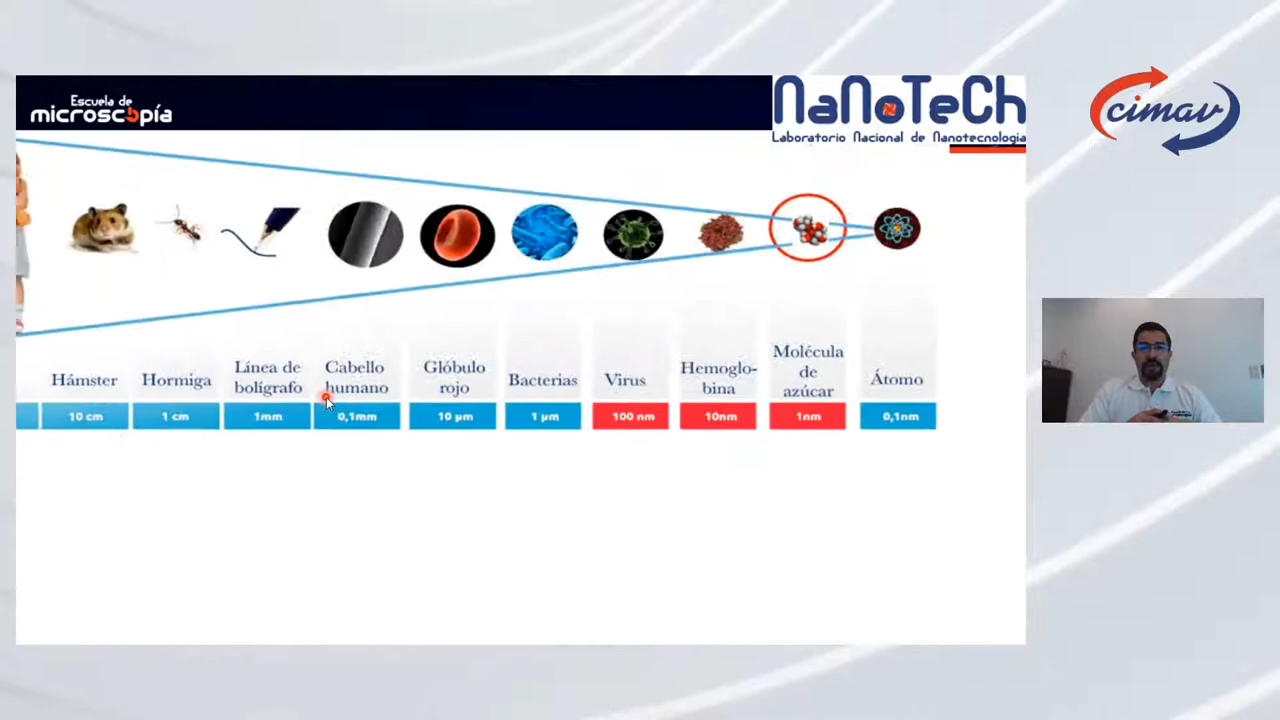 Escuela de
microscopía
NaNoTeCh
Laboratorio Nacional de Nanotecnología
cimav
Hámster
Hormiga
Línea de
bolígrafo
Cabello
humano
Glóbulo
rojo
Bacterias
Virus
Hemoglo-
bina
Molécula
de
azúcar
Átomo
10 cm
1 cm
1mm
0,1mm
10 µm
1 µm
100 nm
10nm
1nm
0,1nm